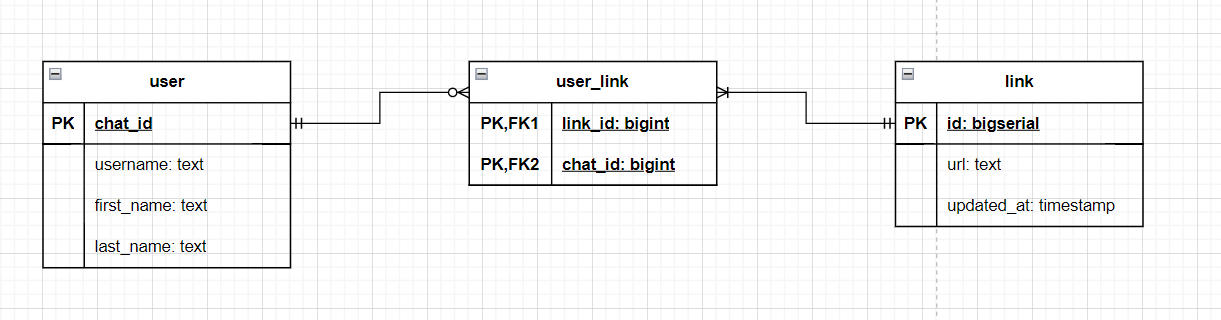 user
PK chat_id
username: text
first_name: text
last_name: text
user_link
PK,FK1 link_id: bigint
PK,FK2 chat_id: bigint
link
PK id: bigserial
url: text
updated_at: timestamp